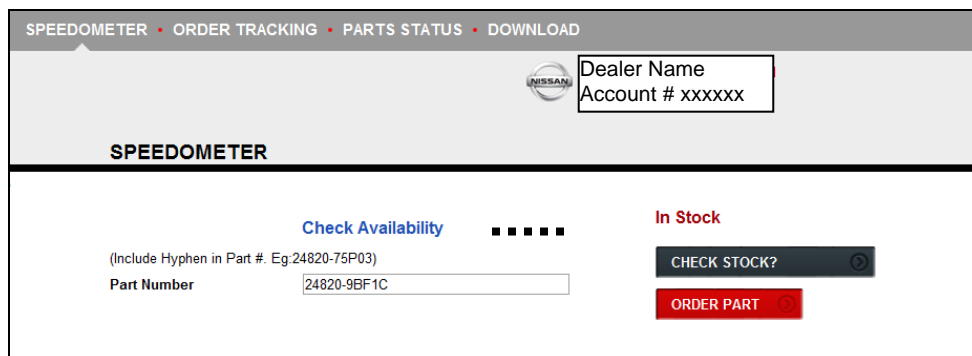 SPEEDOMETER • ORDER TRACKING • PARTS STATUS • DOWNLOAD
NISSAN
Dealer Name
Account # xxxxxx
SPEEDOMETER
Check Availability
In Stock
(Include Hyphen in Part #. Eg:24820-75P03)
CHECK STOCK?
Part Number
24820-9BF1C
ORDER PART